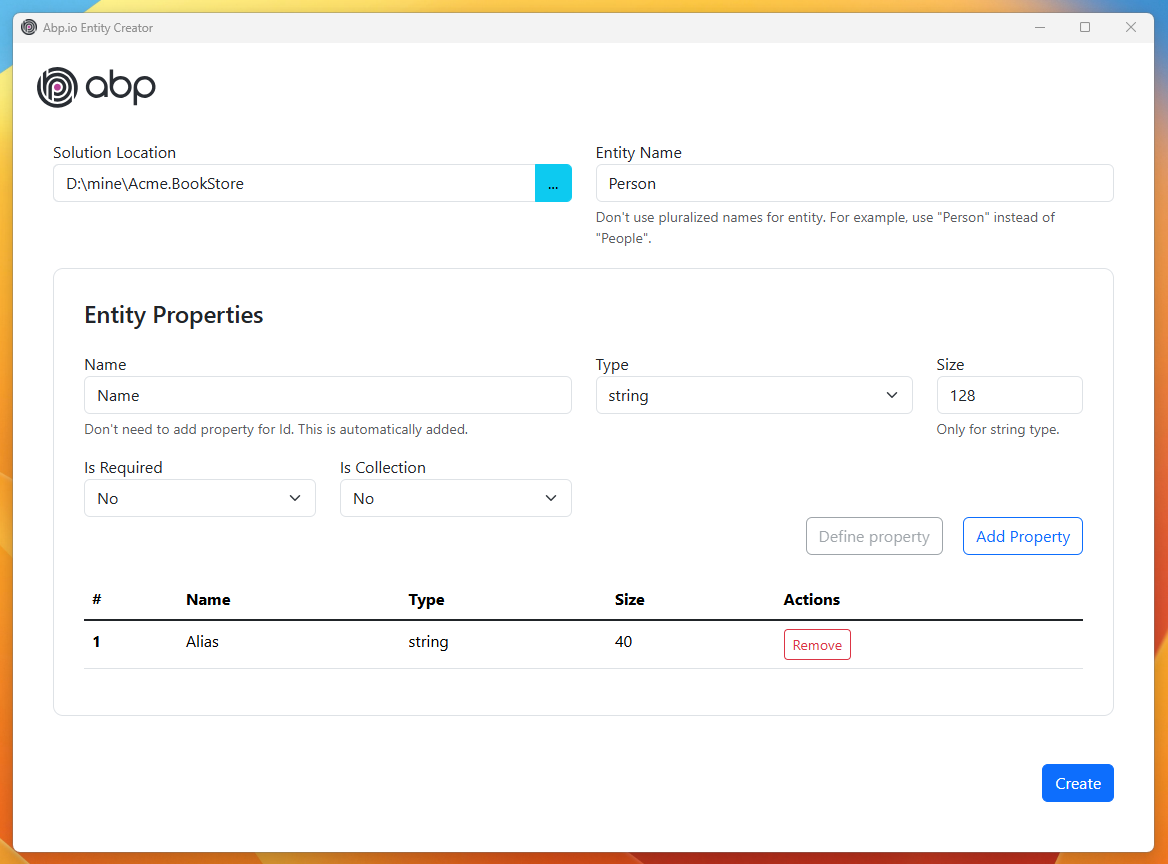 Abp.io Entity Creator
abp
Solution Location
Entity Name
D:\mine\Acme.BookStore
...
Person
Don't use pluralized names for entity. For example, use "Person" instead of
"People".
Entity Properties
Name
Type
Size
Name
string
128
Don't need to add property for Id. This is automatically added.
Only for string type.
Is Required
Is Collection
No
No
Define property
Add Property
# Name Type Size Actions
1 Alias string 40 Remove
Create